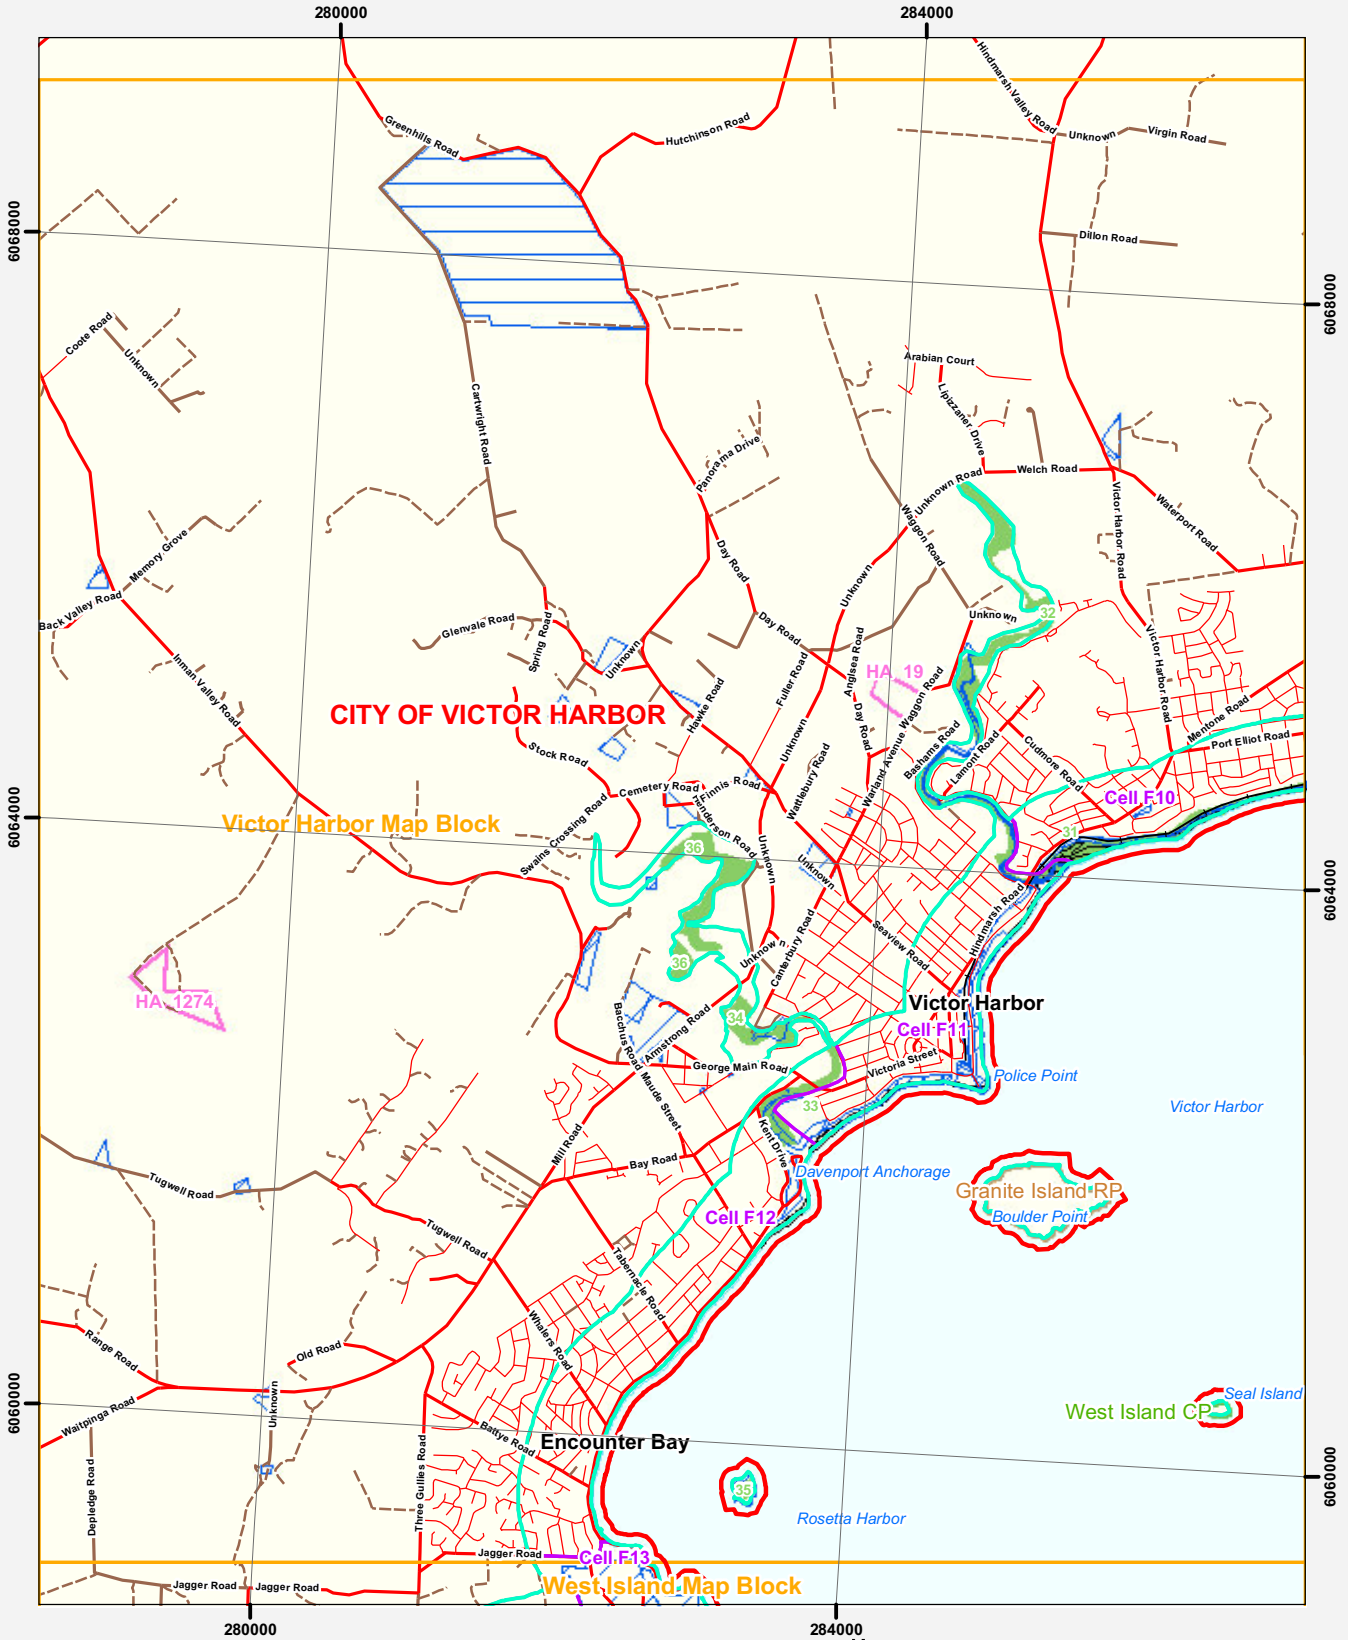 280000
284000
Hindmarsh Valley Road
Greenhills Road
Hutchinson Road
Unknown
Virgin Road
6068000
Dillon Road
6068000
Coote Road
Unknown
Arabian Court
Lipizzaner Drive
Cartwright Road
Panorama Drive
Unknown Road
Welch Road
Victor Harbor Road
Waterport Road
Waggon Road
Memory Grove
Day Road
Unknown
Back Valley Road
Glenvale Road
Spring Road
Unknown
Day Road
Unknown
32
Inman Valley Road
Fuller Road
Anglsea Road
HA 19
Victor Harbor Road
CITY OF VICTOR HARBOR
Hawke Road
Waggon Road
Mentone Road
Port Elliot Road
Stock Road
Unknown
Day Road
Bashams Road
Lamont Road
Cudmore Road
Cemetery Road
Finnis Road
Wattlebury Road
Warland Avenue
Cell F10
6064000
Victor Harbor Map Block
Swains Crossing Road
Henderson Road
36
Unknown
Unknown
31
6064000
Hindmarsh Road
Seaview Road
Unknown
Canterbury Road
36
HA 1274
Victor Harbor
Cell F11
34
Bacchus Road
Armstrong Road
George Main Road
Victoria Street
Police Point
Maude Street
33
Victor Harbor
Kent Drive
Mill Road
Bay Road
Davenport Anchorage
Tugwell Road
Granite Island RP
Boulder Point
Cell F12
Tugwell Road
Tabernacle Road
Whalers Road
Range Road
Old Road
6060000
Waitpinga Road
Unknown
Seal Island
West Island CP
Battye Road
Encounter Bay
Depledge Road
Three Gullies Road
35
6060000
Rosetta Harbor
Jagger Road
Cell F13
Jagger Road
Jagger Road
West Island Map Block
280000
284000